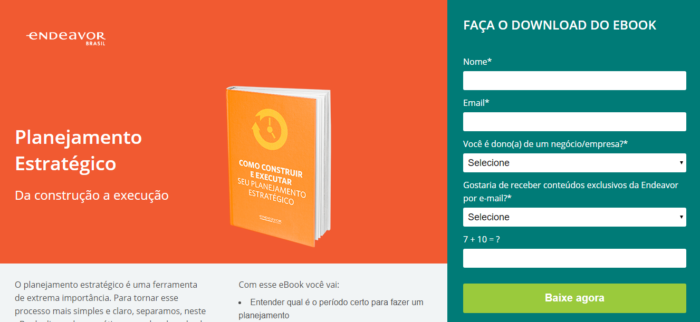 ENDEAVOR
BRASIL
Planejamento
Estratégico
Da construção a execução
COMO CONSTRUIR
E EXECUTAR
SEU PLANEJAMENTO
ESTRATÉGICO
O planejamento estratégico é uma ferramenta
de extrema importância. Para tornar esse
processo mais simples e claro, separamos, neste
Com esse eBook você vai:
• Entender qual é o período certo para fazer um
planejamento
FAÇA O DOWNLOAD DO EBOOK
Nome*
Email*
Você é dono(a) de um negócio/empresa?*
Selecione
Gostaria de receber conteúdos exclusivos da Endeavor
por e-mail?*
Selecione
7 + 10 = ?
Baixe agora